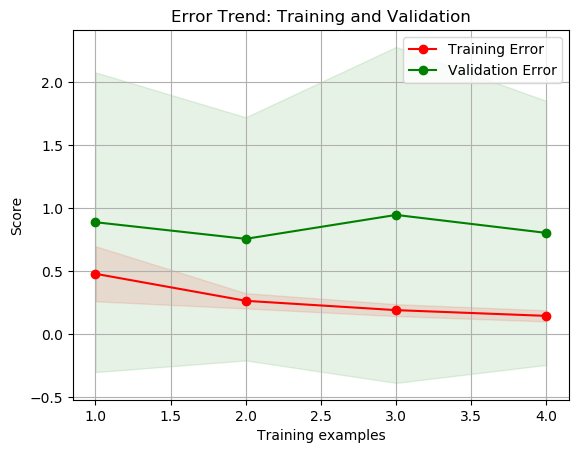 Error Trend: Training and Validation
Training Error
Validation Error
2.0
1.5
1.0
0.5
0.0
−0.5
Score
1.0 1.5 2.0 2.5 3.0 3.5 4.0
Training examples